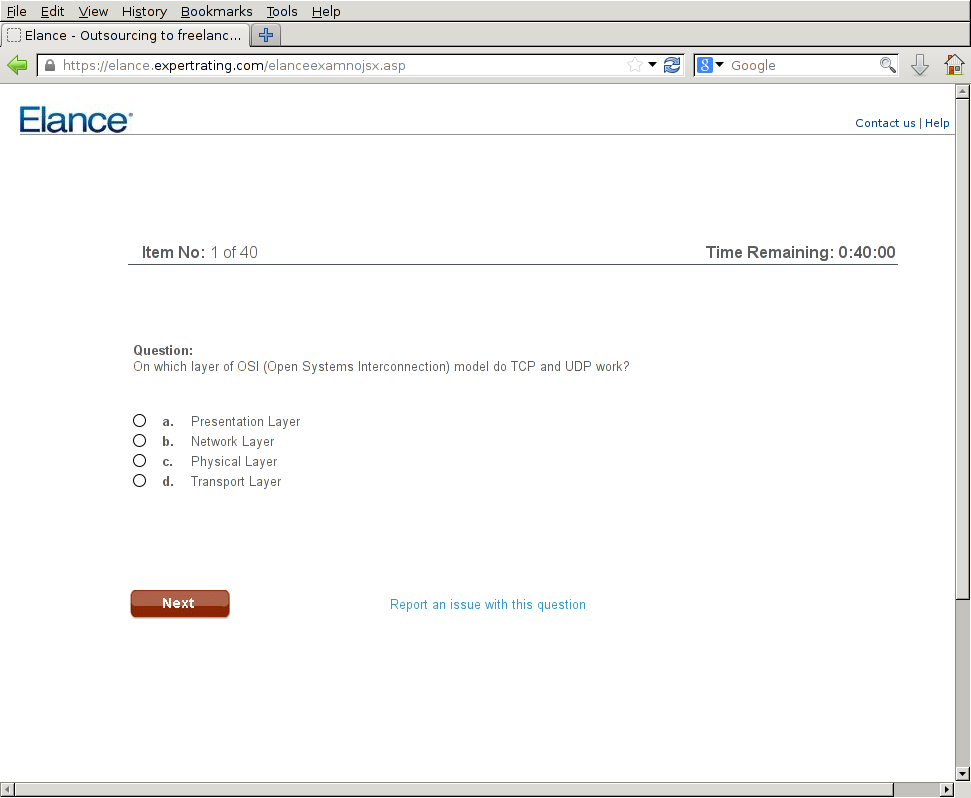 File Edit View History Bookmarks Tools Help
Elance - Outsourcing to freelanc...
https://elance.expertrating.com/elanceexamnojsx.asp
8 Google
Elance
Contact us | Help
Item No: 1 of 40
Time Remaining: 0:40:00
Question:
On which layer of OSI (Open Systems Interconnection) model do TCP and UDP work?
a. Presentation Layer
b. Network Layer
c. Physical Layer
d. Transport Layer
Next
Report an issue with this question